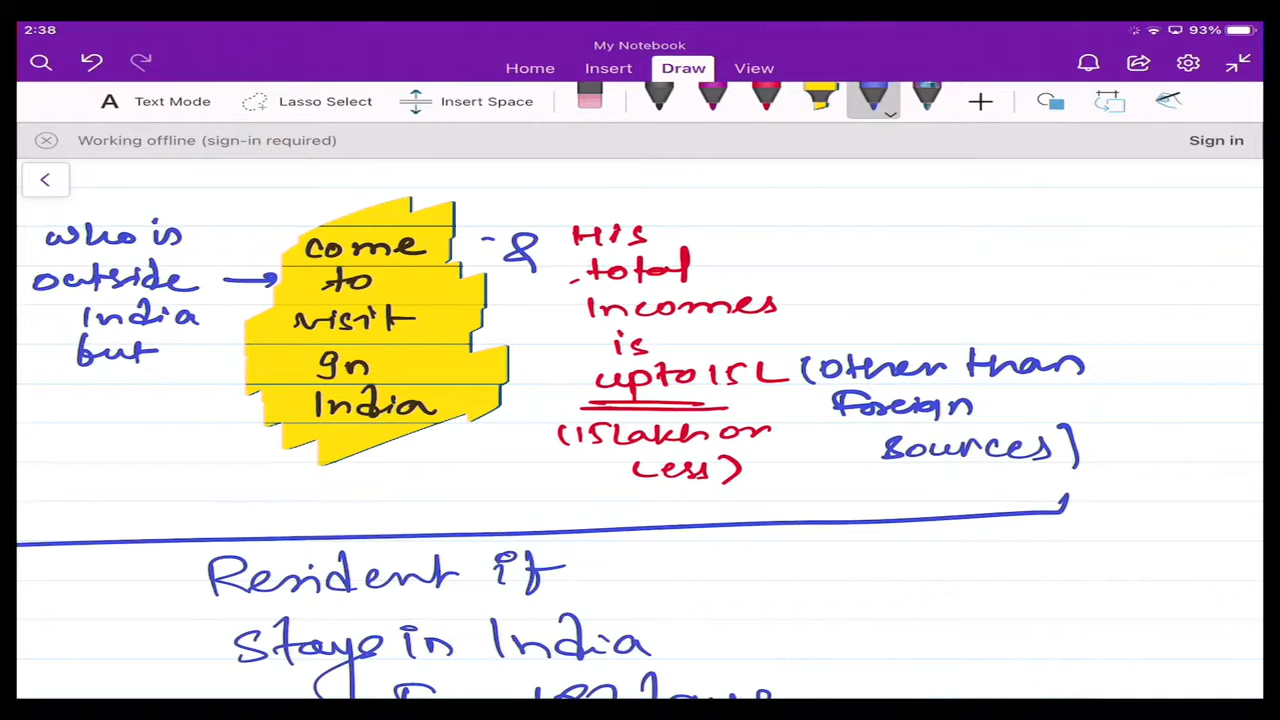 2:38
93%
My Notebook
Home Insert Draw View
A Text Mode Lasso Select Insert Space
Working offline (sign-in required) Sign in
who is
outside
India
but
come
to
visit
In
India
&
His
total
Incomes
is
upto 15 L
(15 Lakh or
Less)
(Other than
Foreign
Sources)
Resident if
stays in India